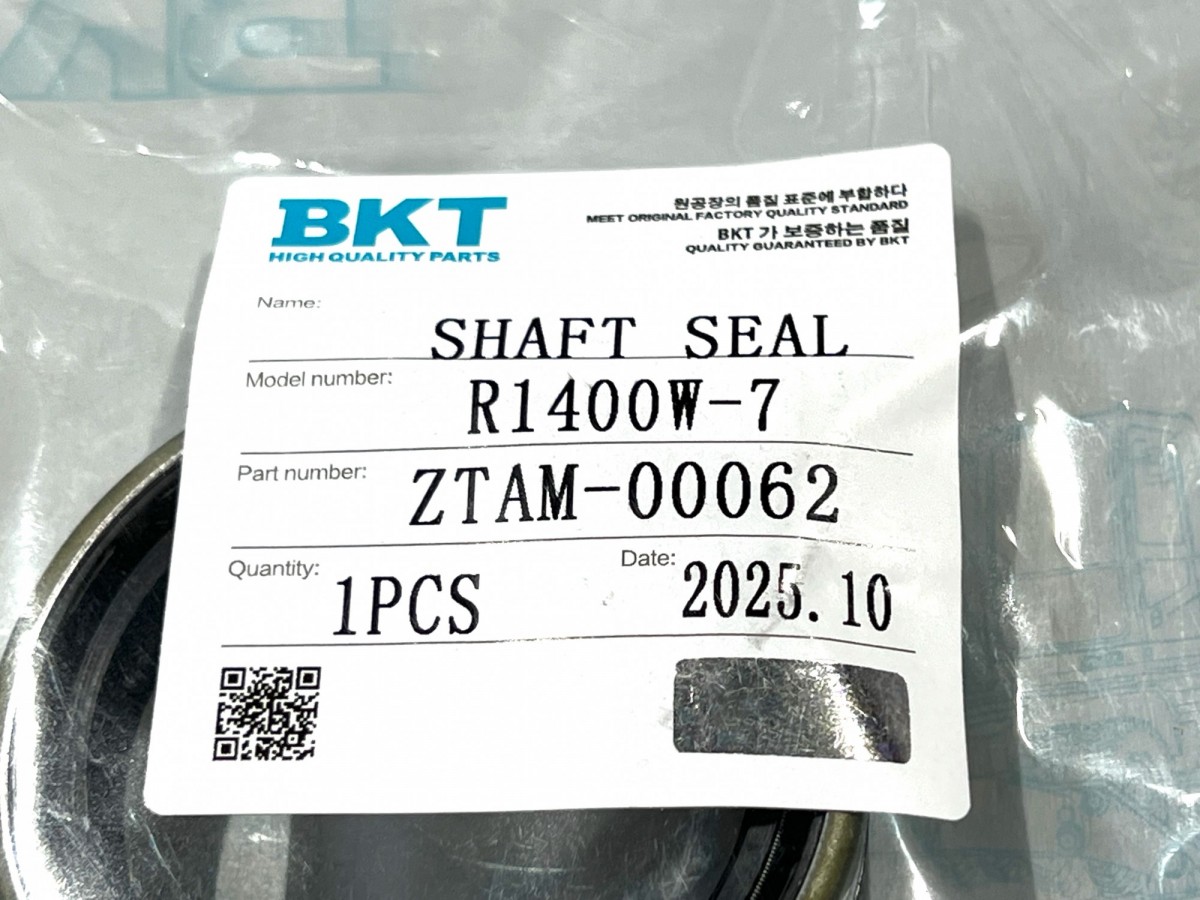 BKT
HIGH QUALITY PARTS
원공장의 품질 표준에 부합하다
MEET ORIGINAL FACTORY QUALITY STANDARD
BKT 가 보증하는 품질
QUALITY GUARANTEED BY BKT
Name: SHAFT SEAL
Model number: R1400W-7
Part number: ZTAM-00062
Quantity: 1PCS Date: 2025.10